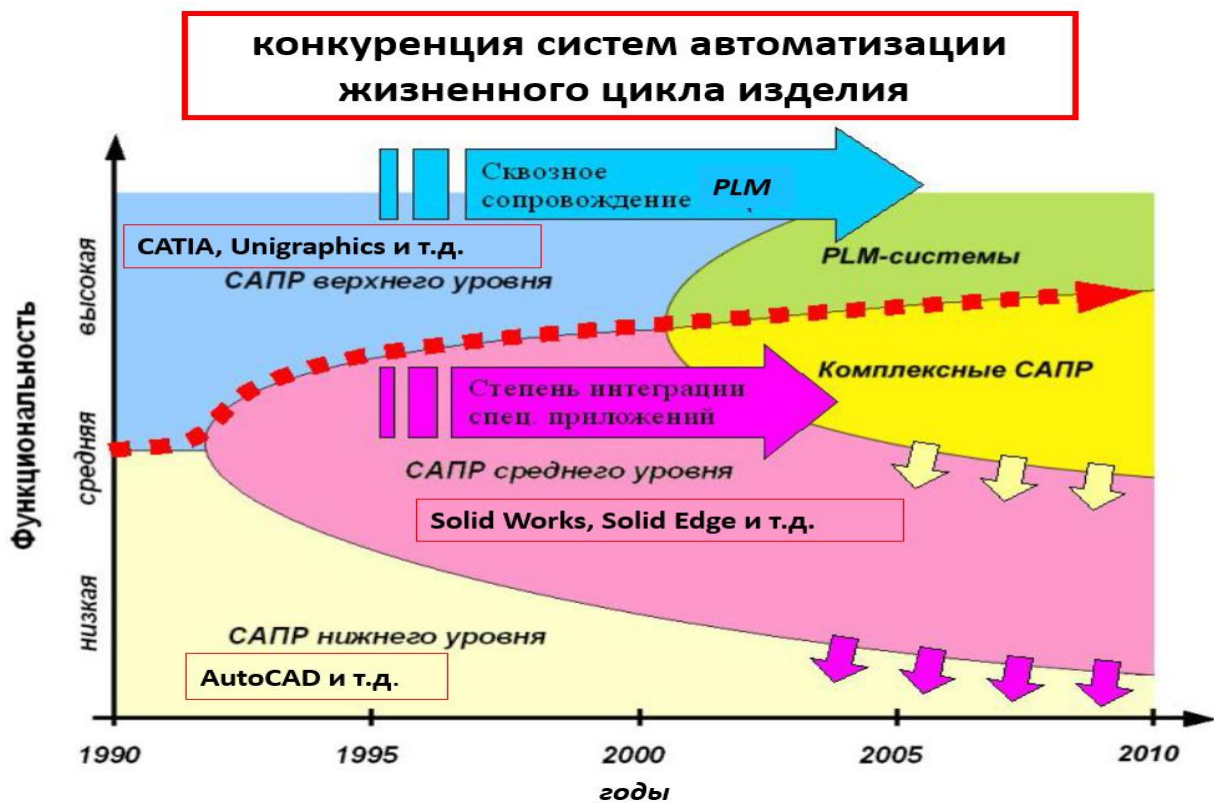 конкуренция систем автоматизации
жизненного цикла изделия
Сквозное
сопровождение PLM
CATIA, Unigraphics и т.д.
САПР верхнего уровня
PLM-системы
Комплексные САПР
Степень интеграции
спец. приложений
САПР среднего уровня
Solid Works, Solid Edge и т.д.
САПР нижнего уровня
AutoCAD и т.д.
Функциональность
высокая
средняя
низкая
1990 1995 2000 2005 2010
годы